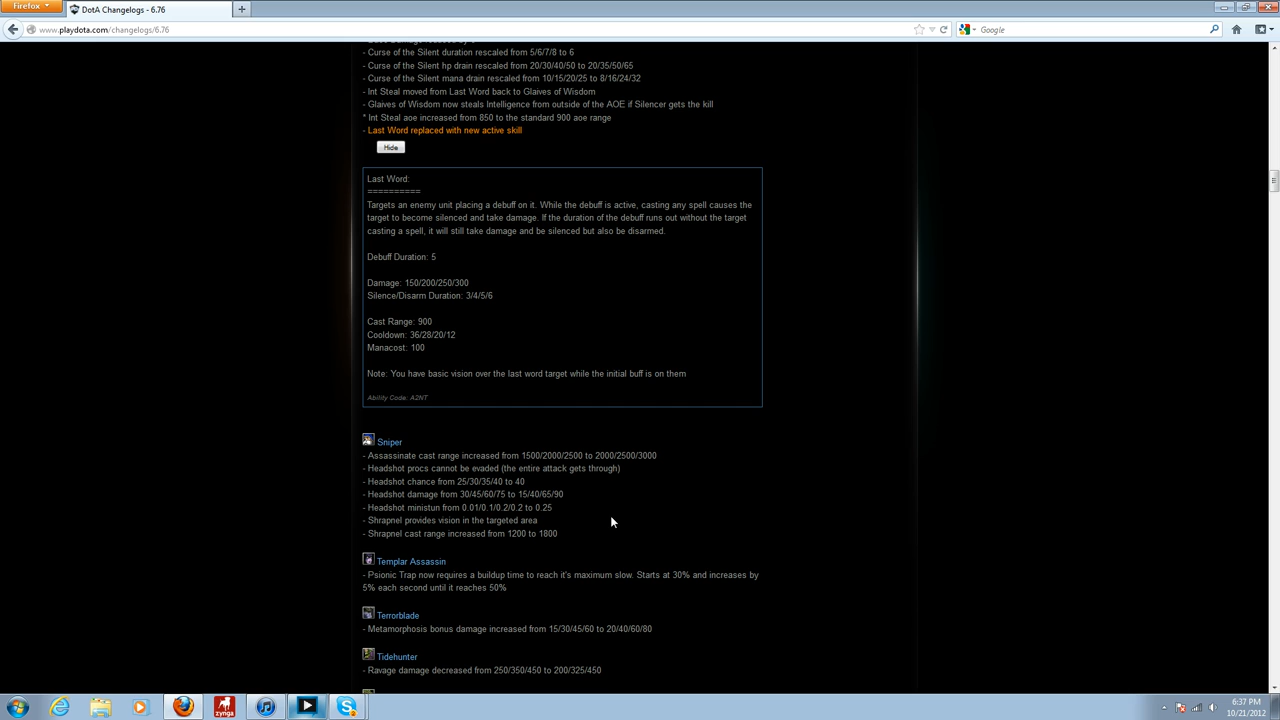 Firefox
DotA Changelogs - 6.76
www.playdota.com/changelogs/6.76
Google
- Curse of the Silent duration rescaled from 5/6/7/8 to 6
- Curse of the Silent hp drain rescaled from 20/30/40/50 to 20/35/50/65
- Curse of the Silent mana drain rescaled from 10/15/20/25 to 8/16/24/32
- Int Steal moved from Last Word back to Glaives of Wisdom
- Glaives of Wisdom now steals Intelligence from outside of the AOE if Silencer gets the kill
* Int Steal aoe increased from 850 to the standard 900 aoe range
- Last Word replaced with new active skill
Hide
Last Word:
==========
Targets an enemy unit placing a debuff on it. While the debuff is active, casting any spell causes the
target to become silenced and take damage. If the duration of the debuff runs out without the target
casting a spell, it will still take damage and be silenced but also be disarmed.
Debuff Duration: 5
Damage: 150/200/250/300
Silence/Disarm Duration: 3/4/5/6
Cast Range: 900
Cooldown: 36/28/20/12
Manacost: 100
Note: You have basic vision over the last word target while the initial buff is on them
Ability Code: A2NT
Sniper
- Assassinate cast range increased from 1500/2000/2500 to 2000/2500/3000
- Headshot procs cannot be evaded (the entire attack gets through)
- Headshot chance from 25/30/35/40 to 40
- Headshot damage from 30/45/60/75 to 15/40/65/90
- Headshot ministun from 0.01/0.1/0.2/0.2 to 0.25
- Shrapnel provides vision in the targeted area
- Shrapnel cast range increased from 1200 to 1800
Templar Assassin
- Psionic Trap now requires a buildup time to reach it's maximum slow. Starts at 30% and increases by
5% each second until it reaches 50%
Terrorblade
- Metamorphosis bonus damage increased from 15/30/45/60 to 20/40/60/80
Tidehunter
- Ravage damage decreased from 250/350/450 to 200/325/450
zynga
6:37 PM
10/21/2012